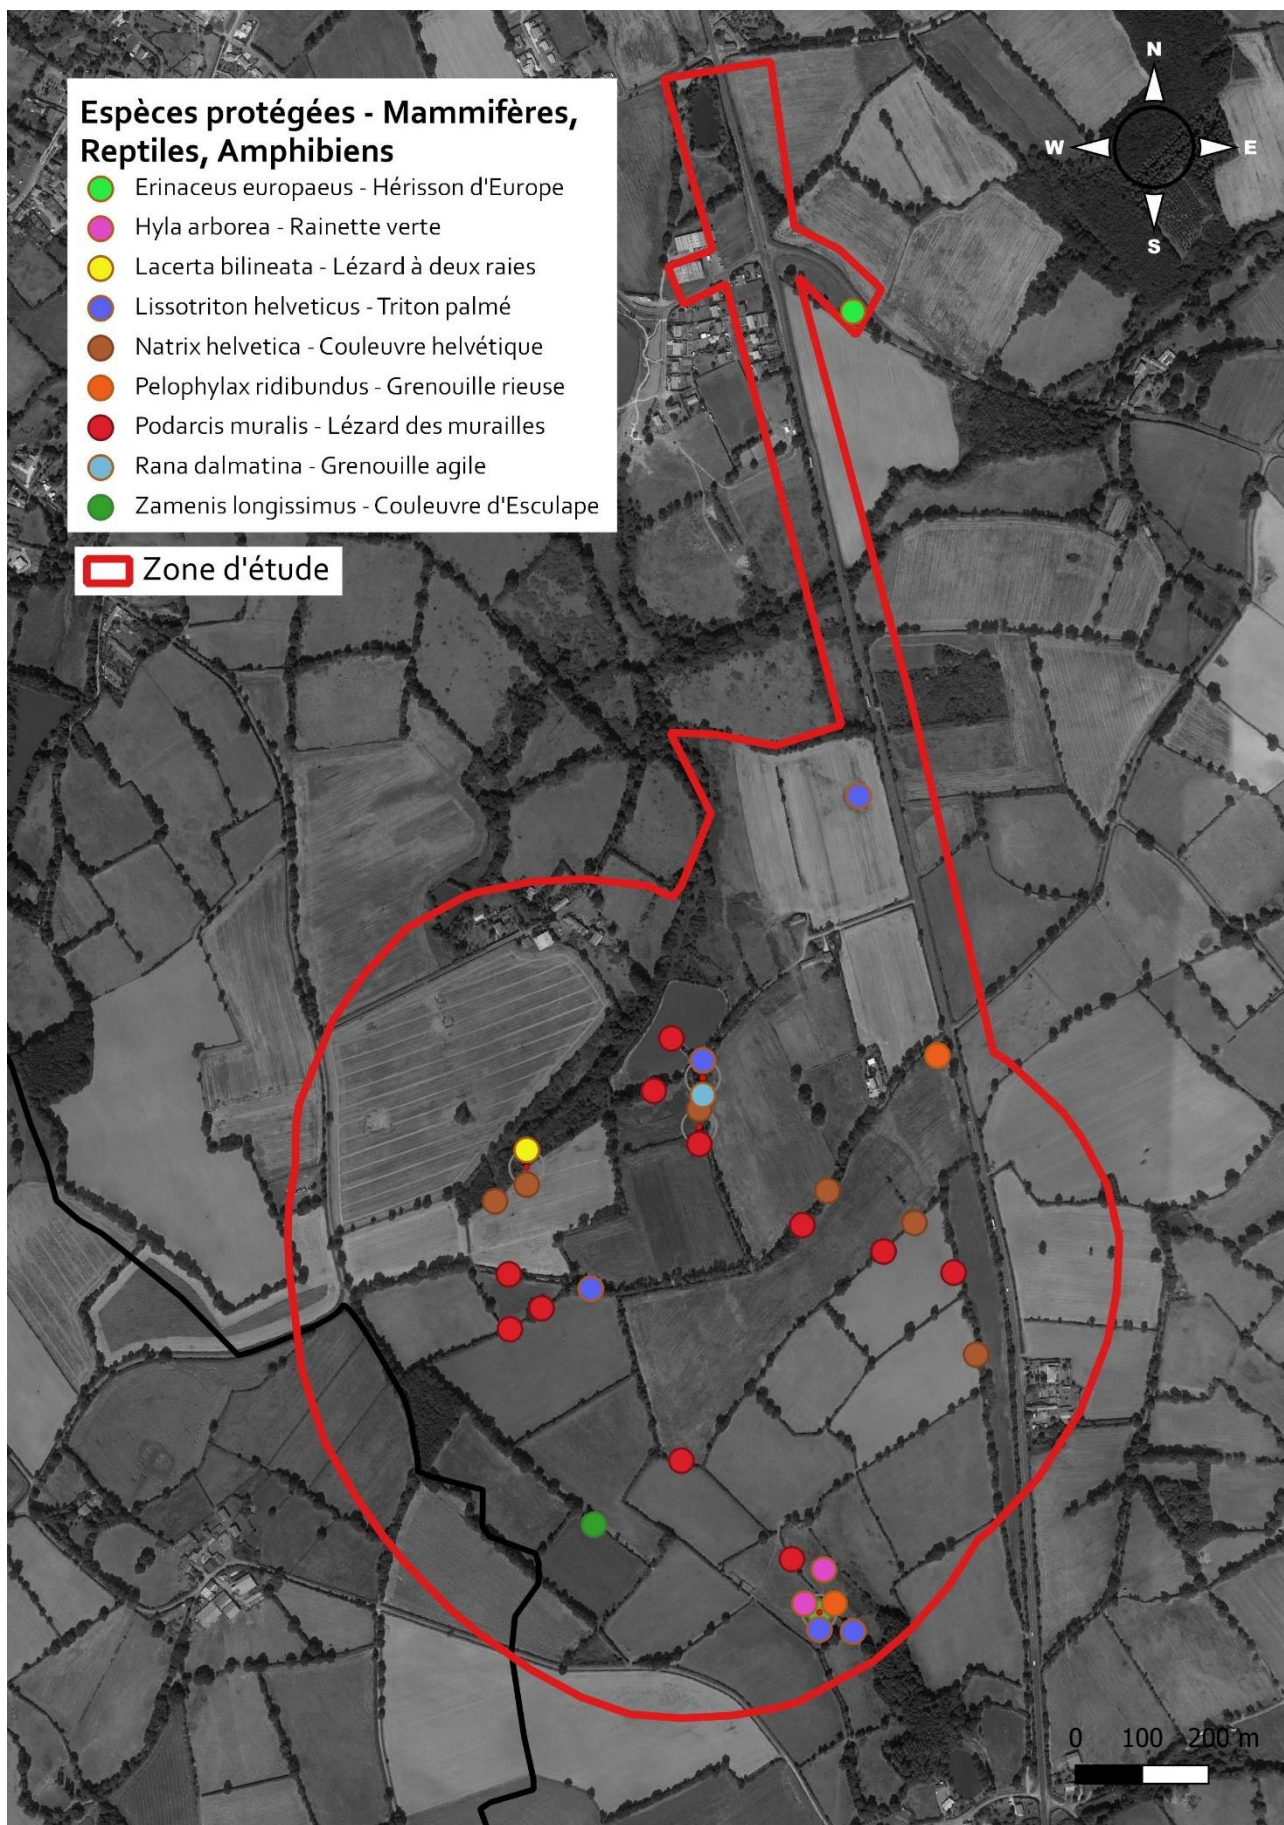 N
W E
S
Espèces protégées - Mammifères,
Reptiles, Amphibiens
Erinaceus europaeus - Hérisson d'Europe
Hyla arborea - Rainette verte
Lacerta bilineata - Lézard à deux raies
Lissotriton helveticus - Triton palmé
Natrix helvetica - Couleuvre helvétique
Pelophylax ridibundus - Grenouille rieuse
Podarcis muralis - Lézard des murailles
Rana dalmatina - Grenouille agile
Zamenis longissimus - Couleuvre d'Esculape
Zone d'étude
0 100 200 m